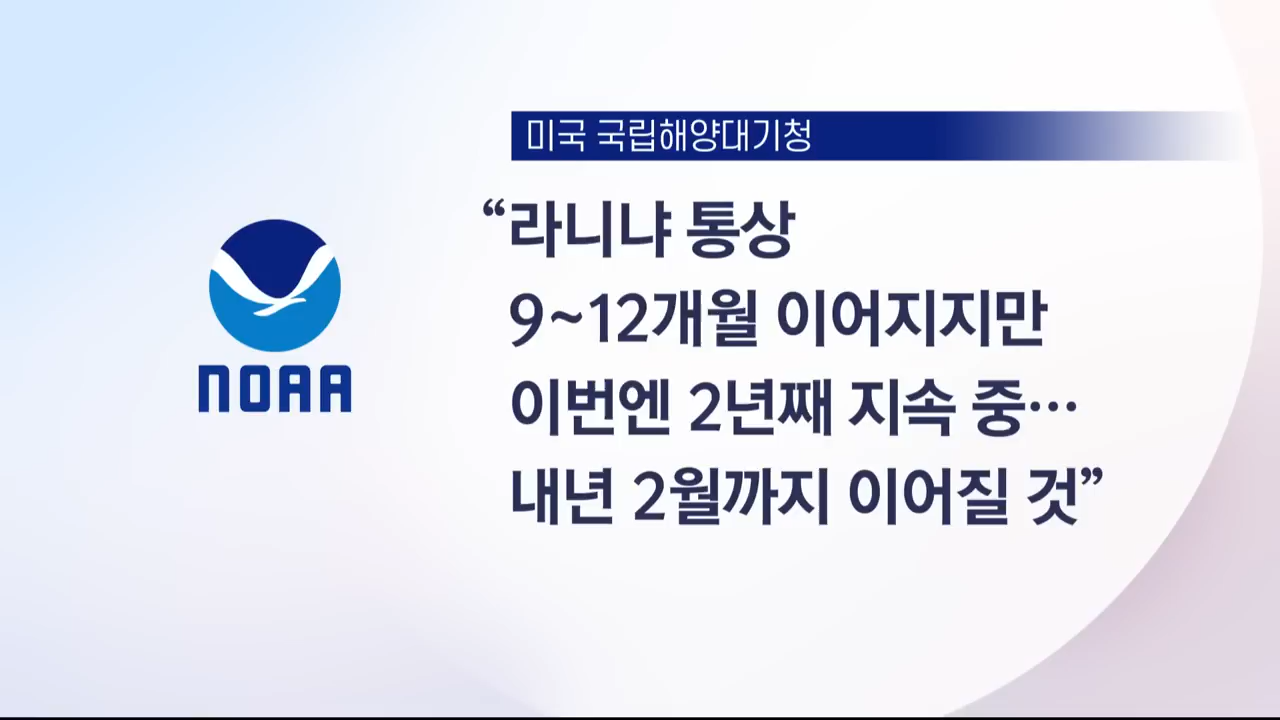 미국 국립해양대기청
“라니냐 통상
9~12개월 이어지지만
이번엔 2년째 지속 중…
내년 2월까지 이어질 것”
NOAA